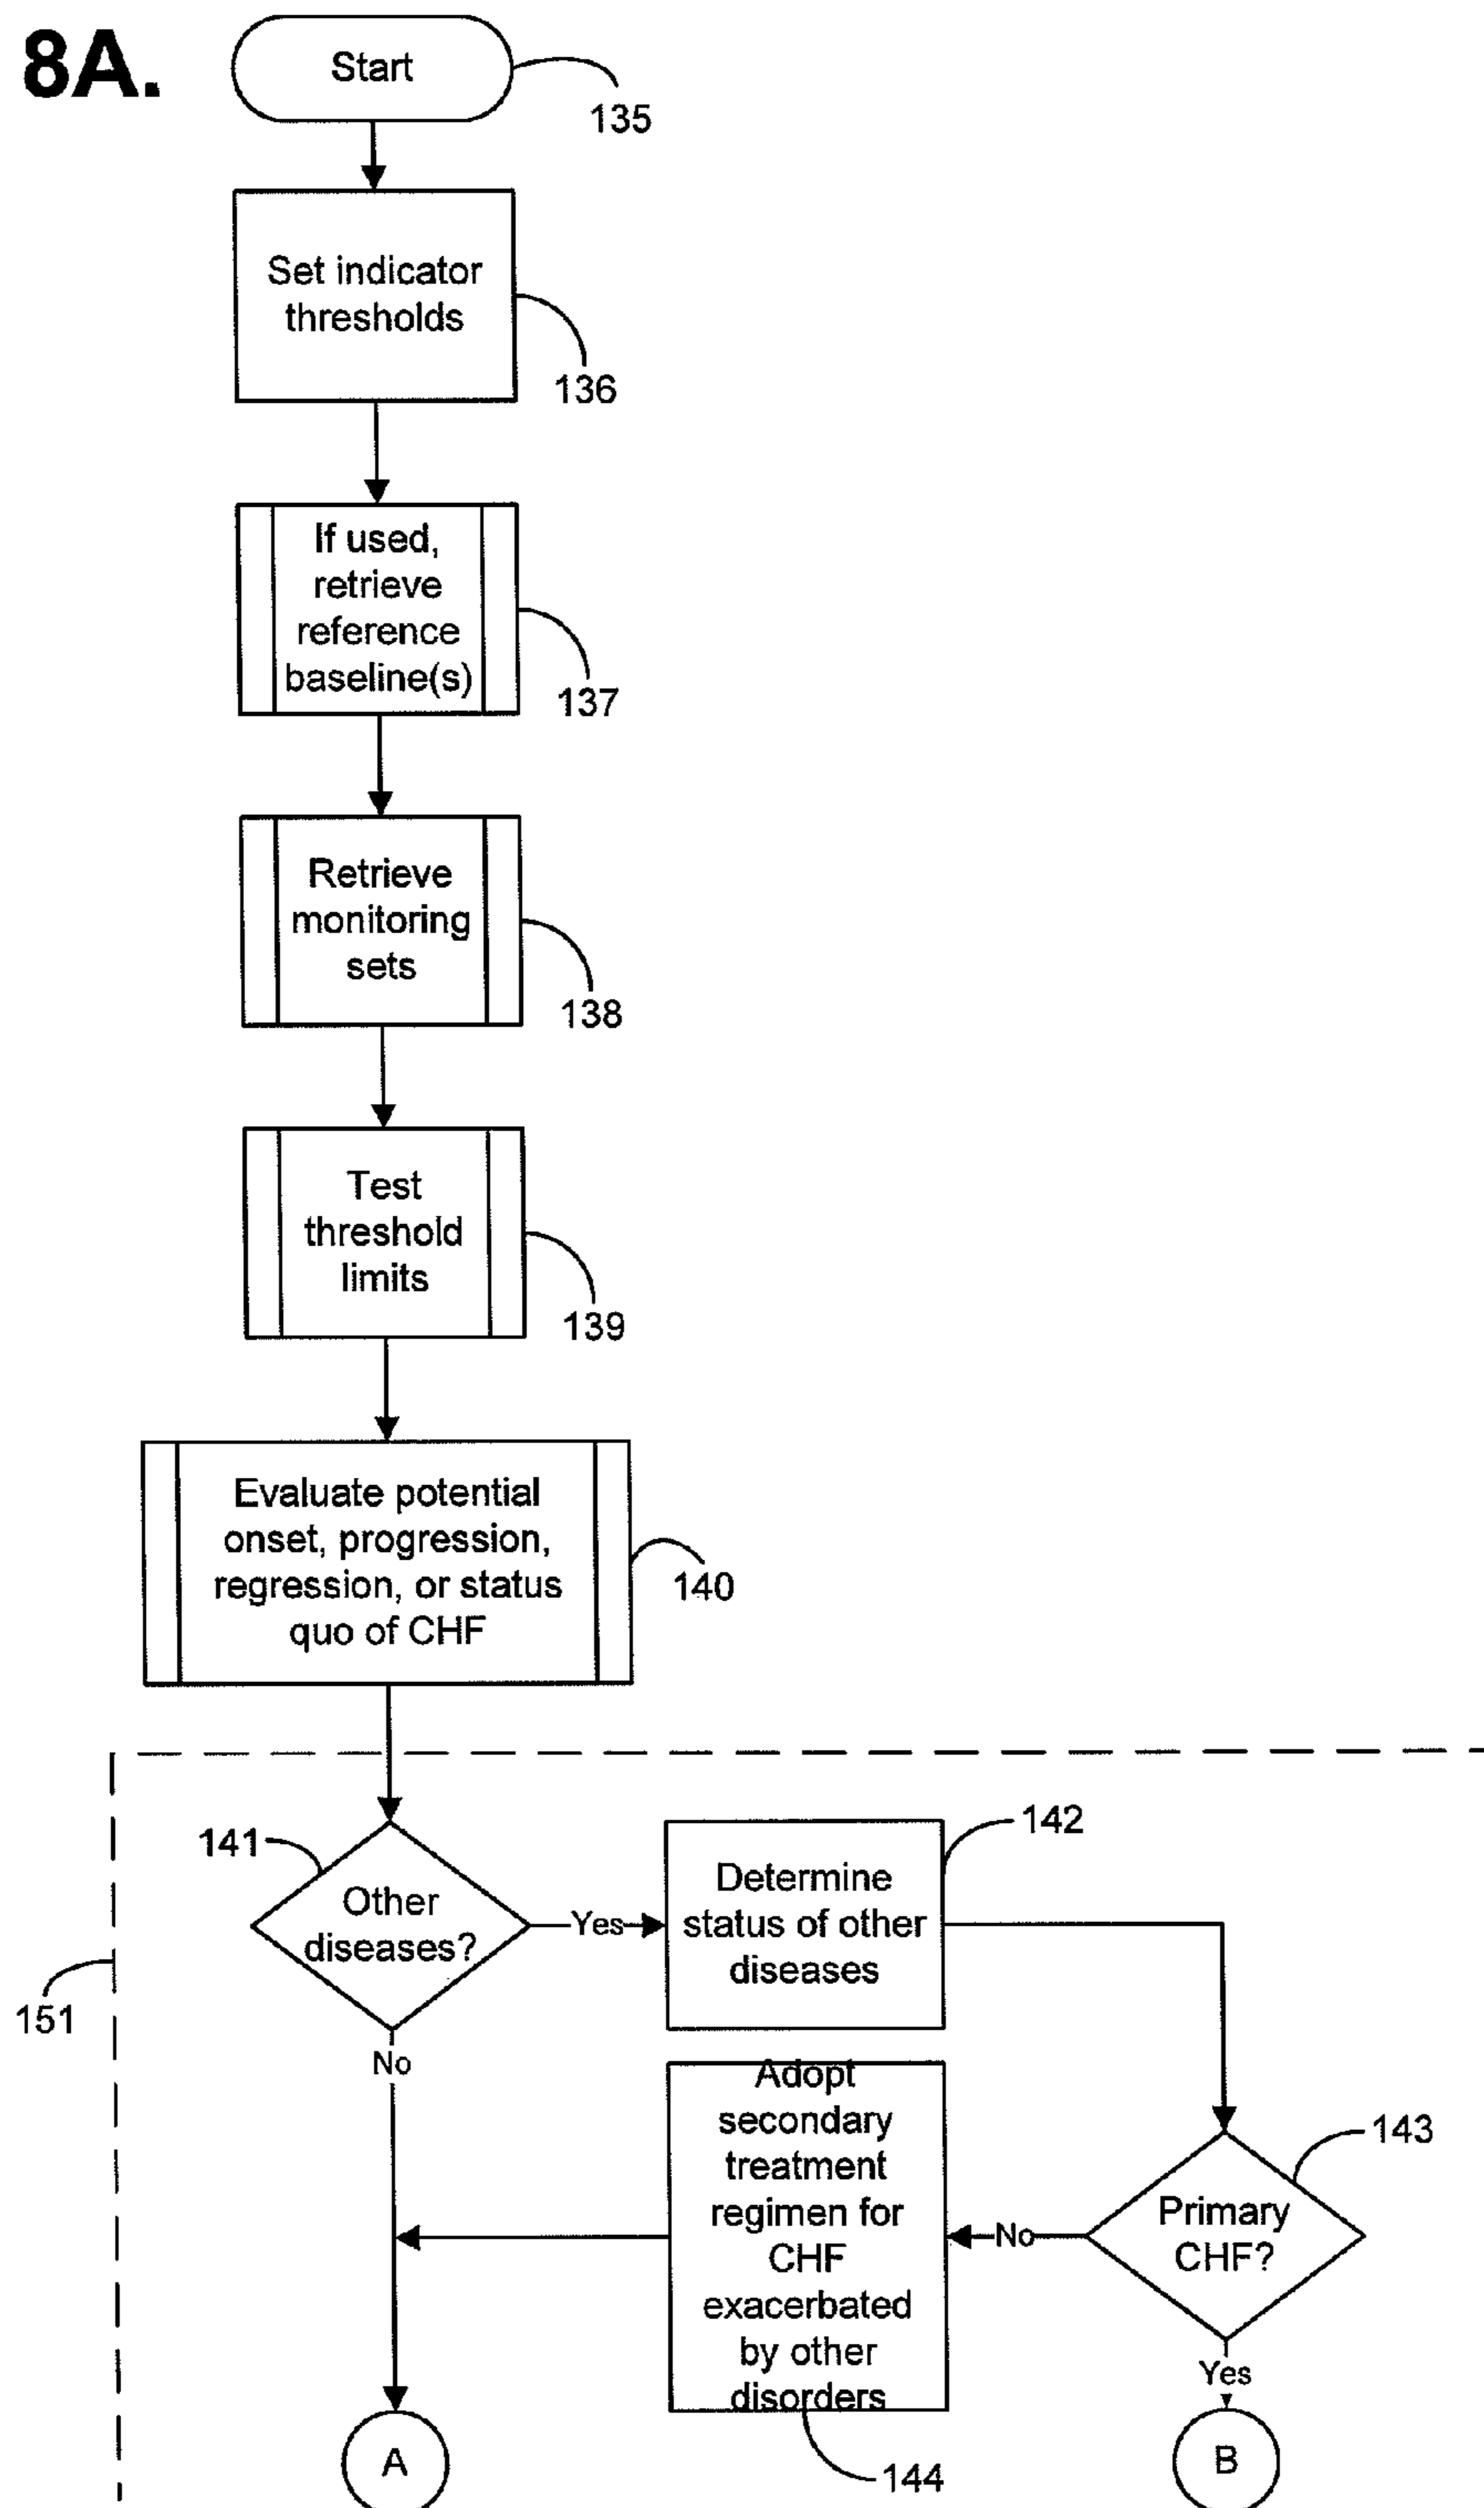 8A.
Start
135
Set indicator
thresholds
136
If used,
retrieve
reference
baseline(s)
137
Retrieve
monitoring
sets
138
Test
threshold
limits
139
Evaluate potential
onset, progression,
regression, or status
quo of CHF
140
141
Other
diseases?
Yes
Determine
status of other
diseases
142
151
No
Adopt
secondary
treatment
regimen for
CHF
exacerbated
by other
disorders
144
No
Primary
CHF?
143
Yes
A
B